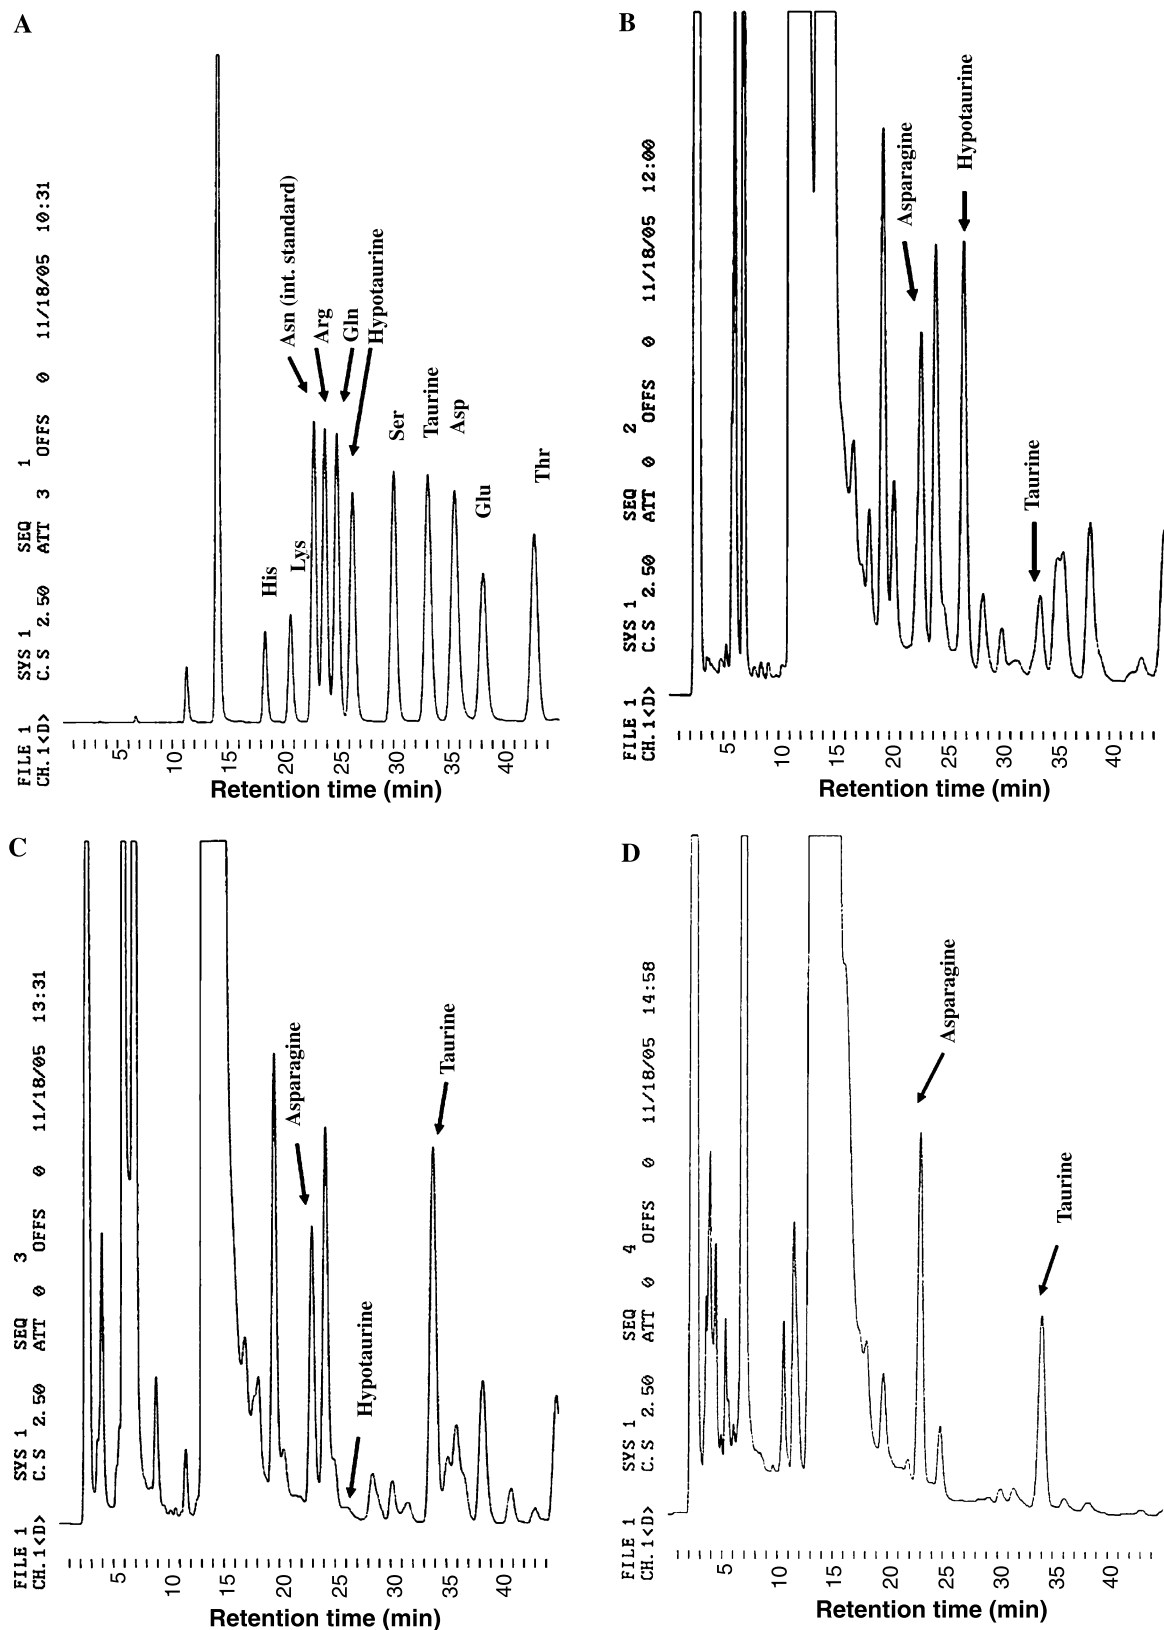 A
FILE 1 SYS 1 SEQ 1
CH.1<D> C.S 2.50 ATT 3 OFFS 0 11/18/05 10:31
His
Lys
Asn (int. standard)
Arg
Gln
Hypotaurine
Ser
Taurine
Asp
Glu
Thr
5 10 15 20 25 30 35 40
Retention time (min)
B
FILE 1 SYS 1 SEQ 2
CH.1<D> C.S 2.50 ATT 0 OFFS 0 11/18/05 12:00
Asparagine
Hypotaurine
Taurine
5 10 15 20 25 30 35 40
Retention time (min)
C
FILE 1 SYS 1 SEQ 3
CH.1<D> C.S 2.50 ATT 0 OFFS 0 11/18/05 13:31
Asparagine
Hypotaurine
Taurine
5 10 15 20 25 30 35 40
Retention time (min)
D
FILE 1 SYS 1 SEQ 4
CH.1<D> C.S 2.50 ATT 0 OFFS 0 11/18/05 14:58
Asparagine
Taurine
5 10 15 20 25 30 35 40
Retention time (min)